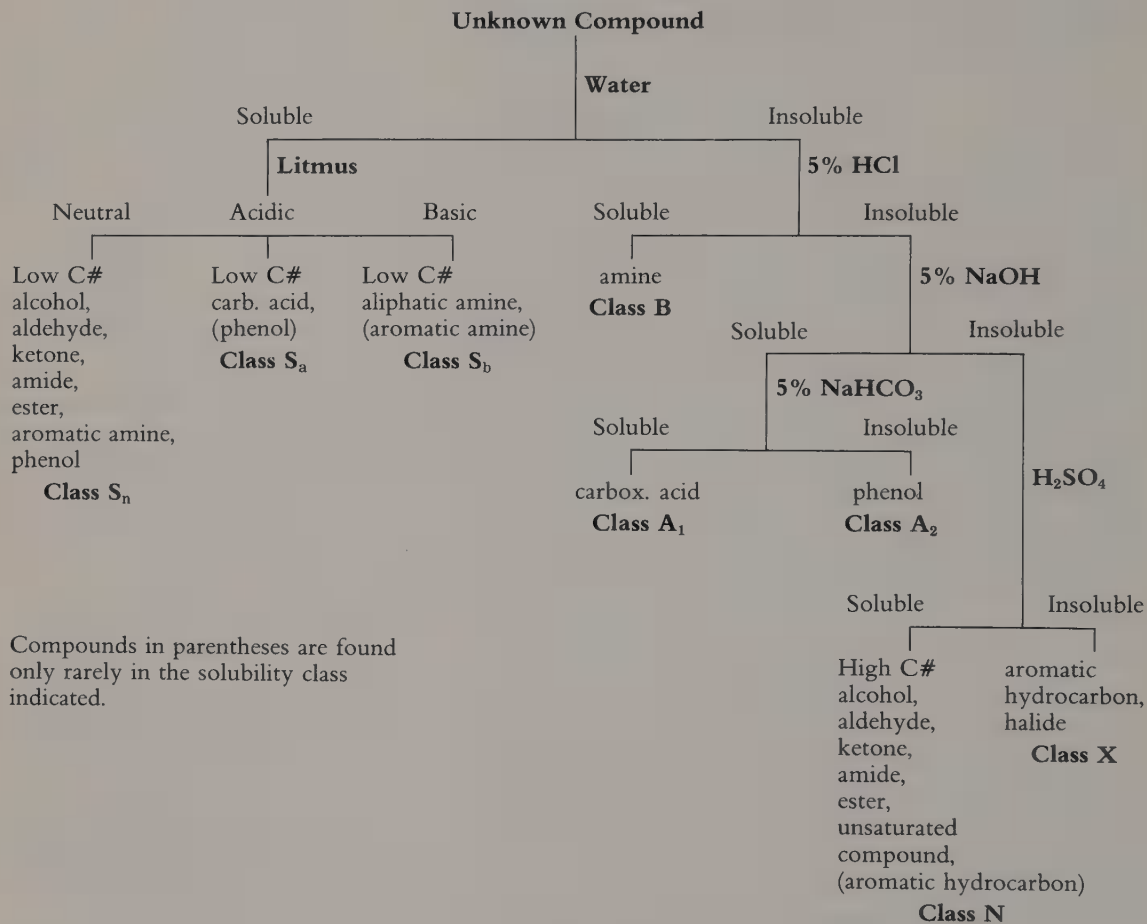 Unknown Compound
Water
Soluble
Insoluble
Litmus
5% HCl
Neutral
Acidic
Basic
Soluble
Insoluble
Low C#
alcohol,
aldehyde,
ketone,
amide,
ester,
aromatic amine,
phenol
Class Sₙ
Low C#
carb. acid,
(phenol)
Class Sₐ
Low C#
aliphatic amine,
(aromatic amine)
Class S_b
amine
Class B
5% NaOH
Soluble
Insoluble
5% NaHCO₃
Soluble
Insoluble
carbox. acid
Class A₁
phenol
Class A₂
H₂SO₄
Soluble
Insoluble
High C#
alcohol,
aldehyde,
ketone,
amide,
ester,
unsaturated
compound,
(aromatic hydrocarbon)
Class N
aromatic
hydrocarbon,
halide
Class X
Compounds in parentheses are found
only rarely in the solubility class
indicated.